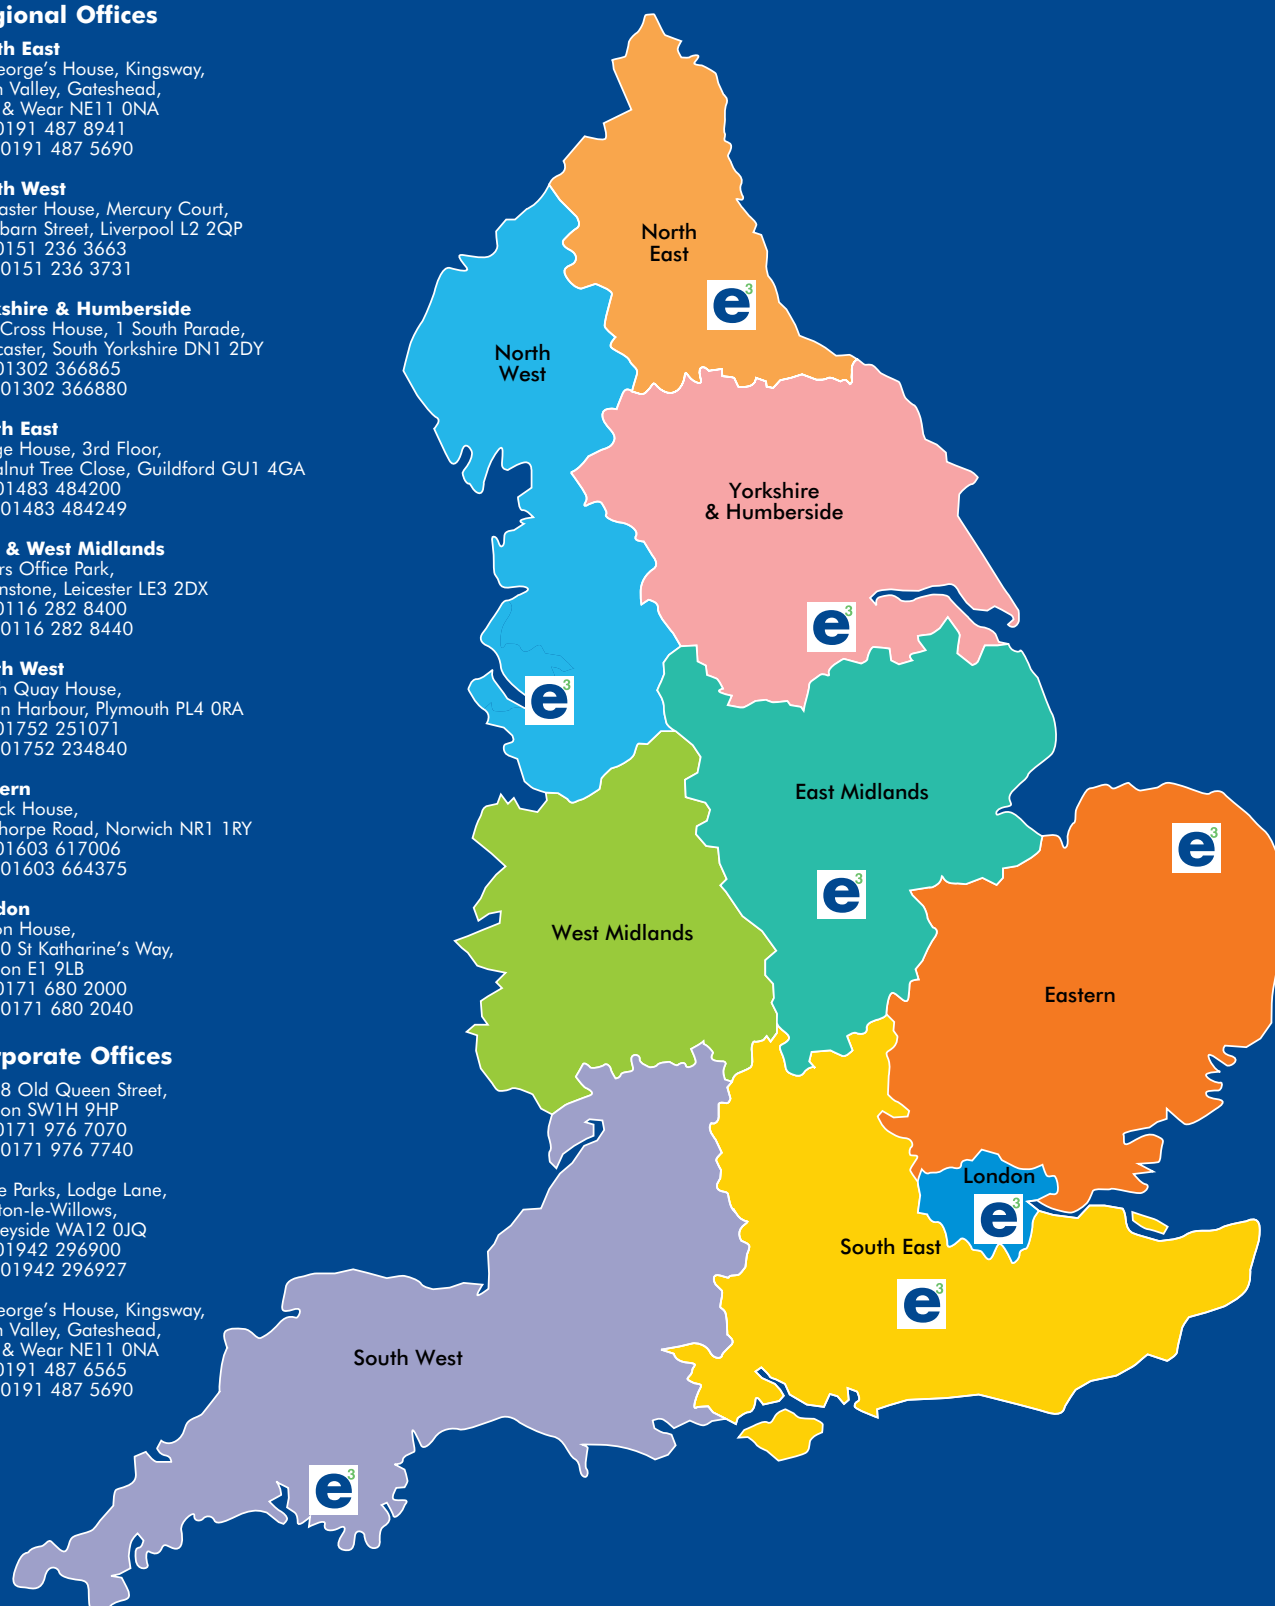 gional Offices
th East
eorge's House, Kingsway,
n Valley, Gateshead,
& Wear NE11 0NA
0191 487 8941
0191 487 5690
th West
aster House, Mercury Court,
barn Street, Liverpool L2 2QP
0151 236 3663
0151 236 3731
kshire & Humberside
Cross House, 1 South Parade,
caster, South Yorkshire DN1 2DY
01302 366865
01302 366880
th East
ge House, 3rd Floor,
alnut Tree Close, Guildford GU1 4GA
01483 484200
01483 484249
& West Midlands
rs Office Park,
nstone, Leicester LE3 2DX
0116 282 8400
0116 282 8440
th West
h Quay House,
n Harbour, Plymouth PL4 0RA
01752 251071
01752 234840
ern
ck House,
horpe Road, Norwich NR1 1RY
01603 617006
01603 664375
don
on House,
0 St Katharine's Way,
on E1 9LB
0171 680 2000
0171 680 2040
rporate Offices
8 Old Queen Street,
on SW1H 9HP
0171 976 7070
0171 976 7740
e Parks, Lodge Lane,
ton-le-Willows,
eyside WA12 0JQ
01942 296900
01942 296927
eorge's House, Kingsway,
n Valley, Gateshead,
& Wear NE11 0NA
0191 487 6565
0191 487 5690
North
East
e3
North
West
Yorkshire
& Humberside
e3
e3
East Midlands
e3
e3
West Midlands
Eastern
London
e3
South East
e3
South West
e3